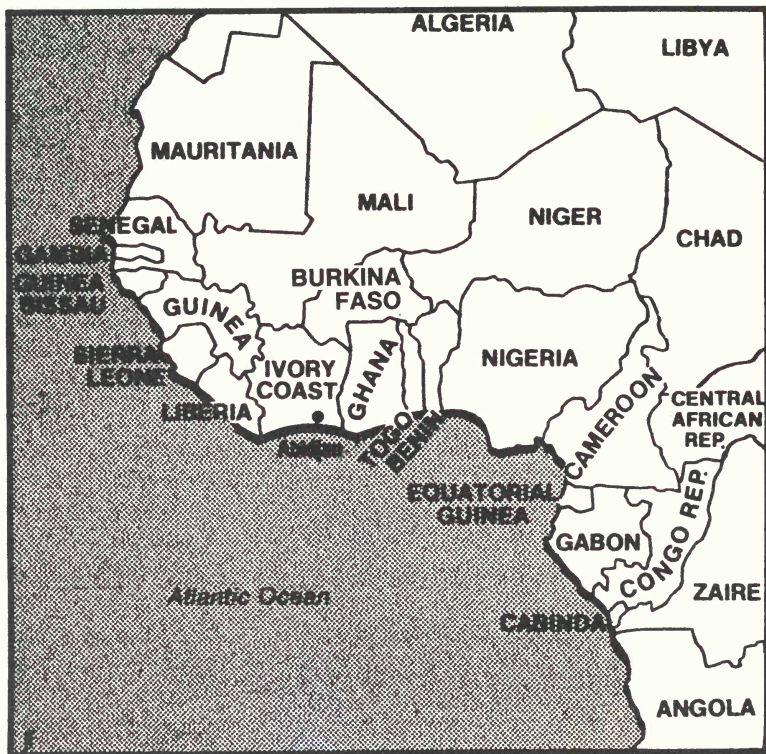 ALGERIA
LIBYA
MAURITANIA
MALI
NIGER
CHAD
SENEGAL
GAMBIA
GUINEA
BISSAU
GUINEA
BURKINA
FASO
SIERRA
LEONE
IVORY
COAST
GHANA
NIGERIA
LIBERIA
Abidjan
TOGO
BENIN
CAMEROON
CENTRAL
AFRICAN
REP.
EQUATORIAL
GUINEA
GABON
CONGO REP.
ZAIRE
Atlantic Ocean
CABINDA
ANGOLA